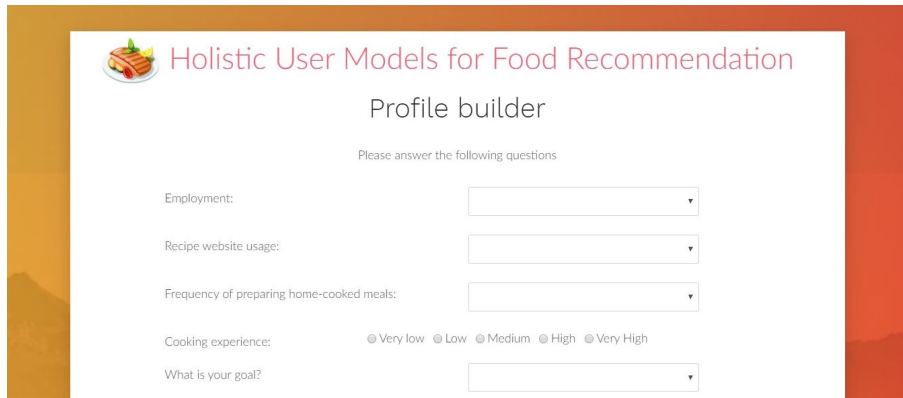 Holistic User Models for Food Recommendation
Profile builder
Please answer the following questions
Employment:
Recipe website usage:
Frequency of preparing home-cooked meals:
Cooking experience: Very low Low Medium High Very High
What is your goal?